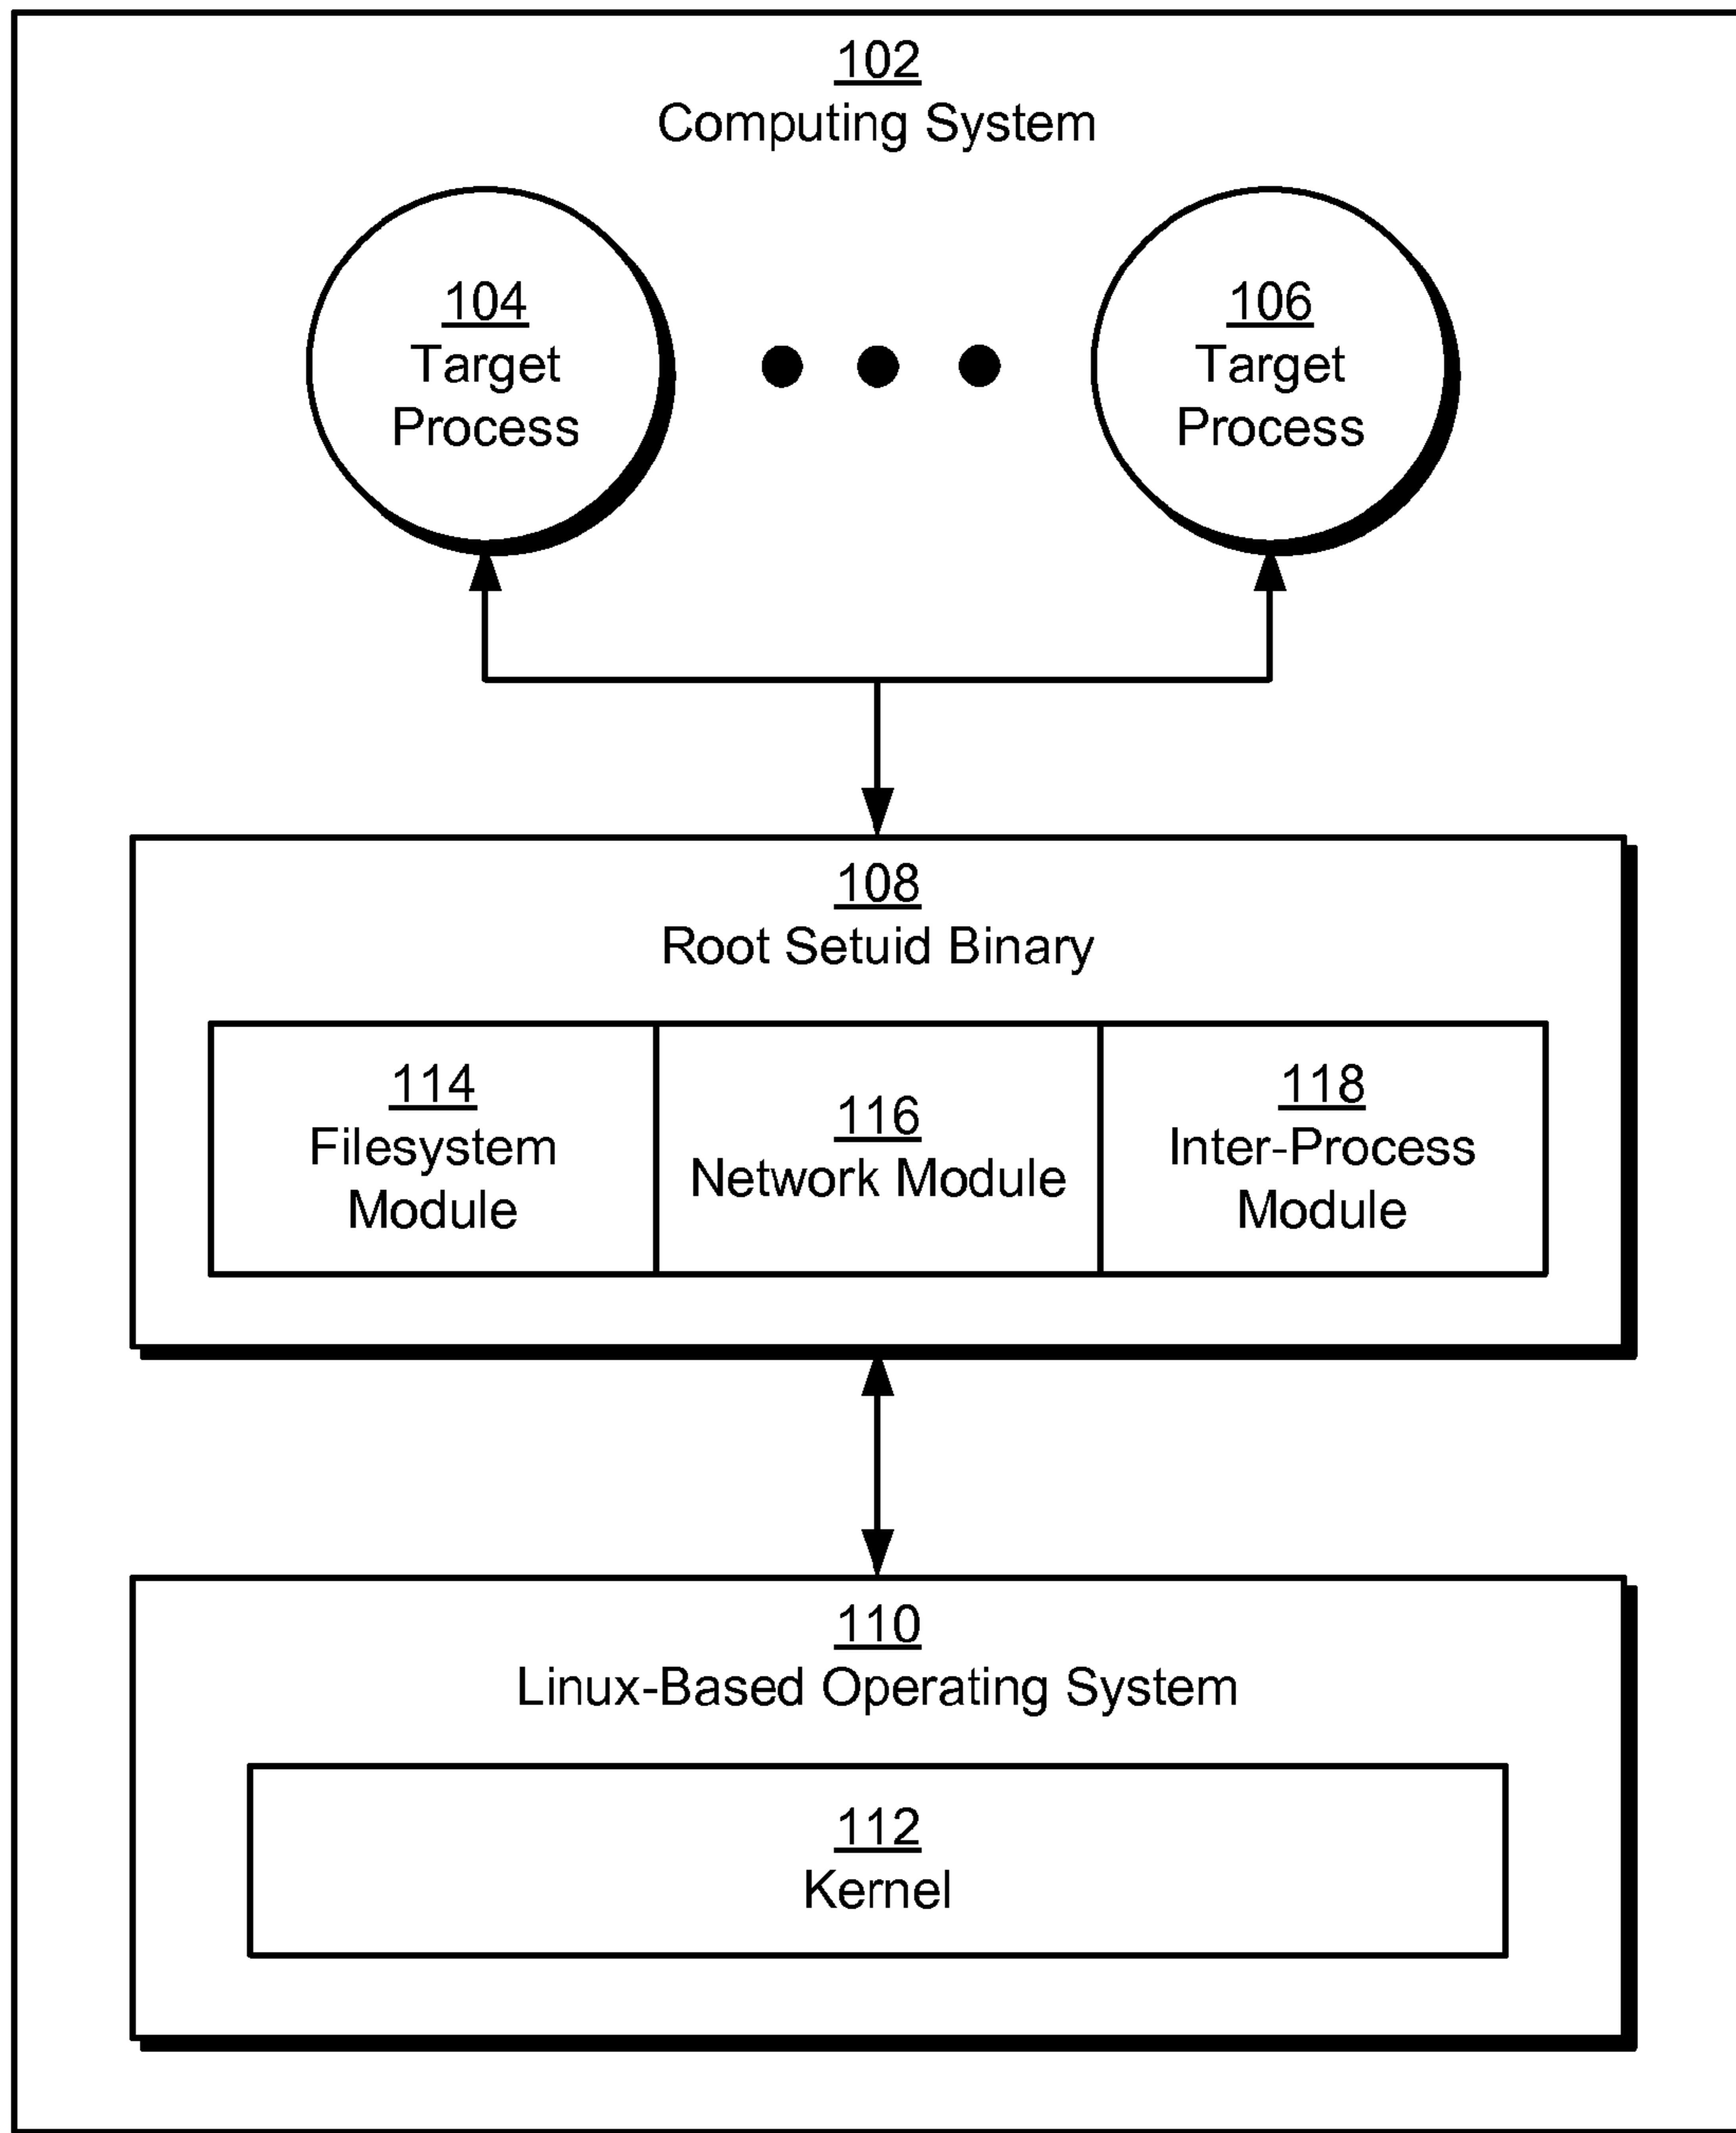 102
Computing System
104
Target
Process
106
Target
Process
108
Root Setuid Binary
114
Filesystem
Module
116
Network Module
118
Inter-Process
Module
110
Linux-Based Operating System
112
Kernel